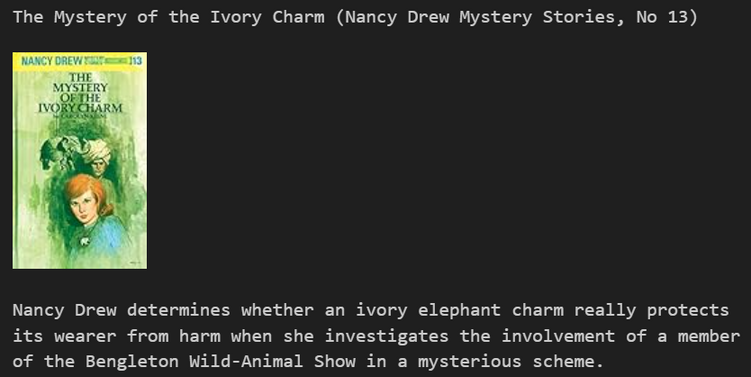 The Mystery of the Ivory Charm (Nancy Drew Mystery Stories, No 13)
NANCY DREW 13
THE
MYSTERY
OF THE
IVORY CHARM
Nancy Drew determines whether an ivory elephant charm really protects
its wearer from harm when she investigates the involvement of a member
of the Bengleton Wild-Animal Show in a mysterious scheme.